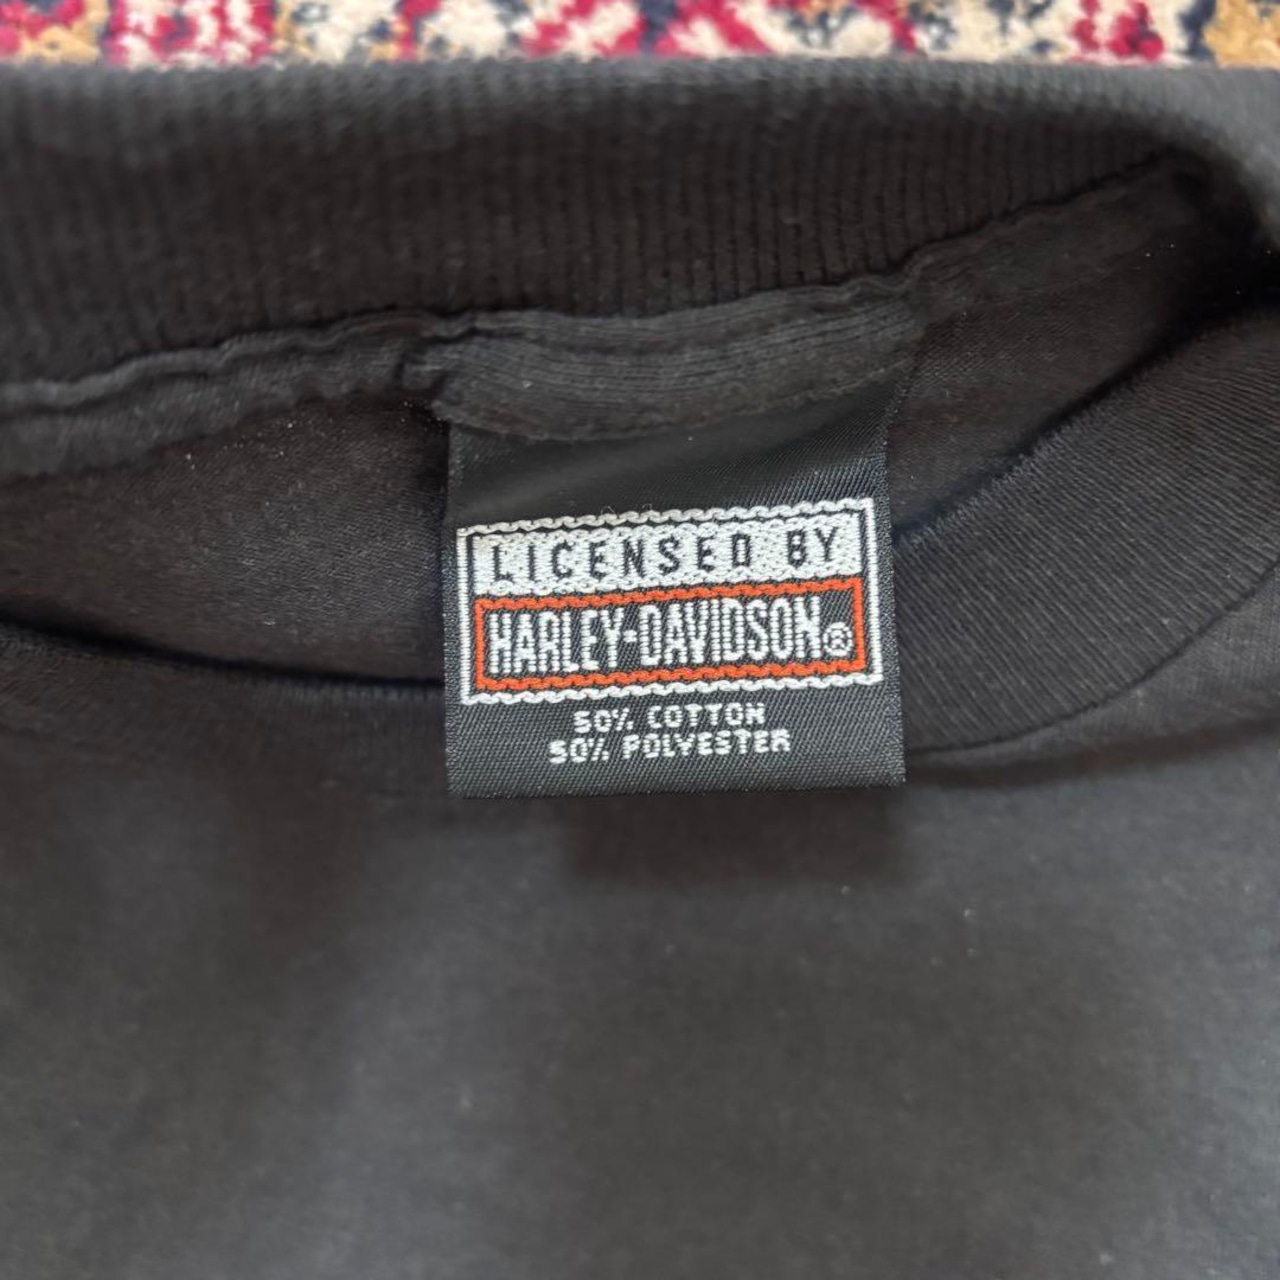 LICENSED BY
HARLEY-DAVIDSON®
50% COTTON
50% POLYESTER